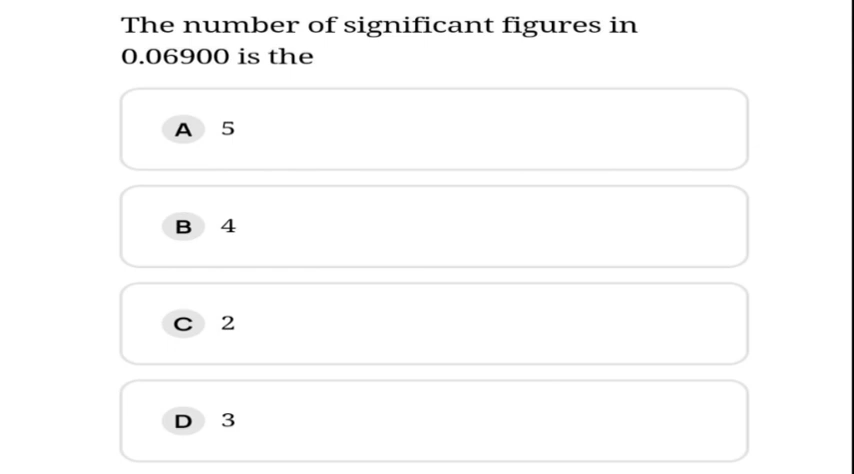 The number of significant figures in
0.06900 is the
A 5
B 4
C 2
D 3